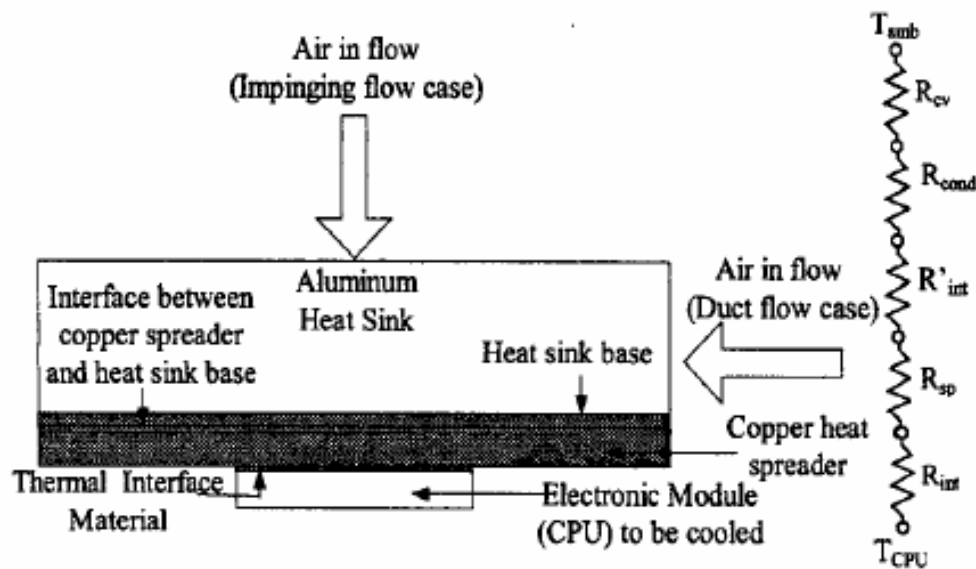 Air in flow
(Impinging flow case)
Aluminum
Heat Sink
Interface between
copper spreader
and heat sink base
Air in flow
(Duct flow case)
Heat sink base
Copper heat
spreader
Thermal Interface
Material
Electronic Module
(CPU) to be cooled
T_amb
R_cv
R_cond
R'_int
R_sp
R_int
T_CPU